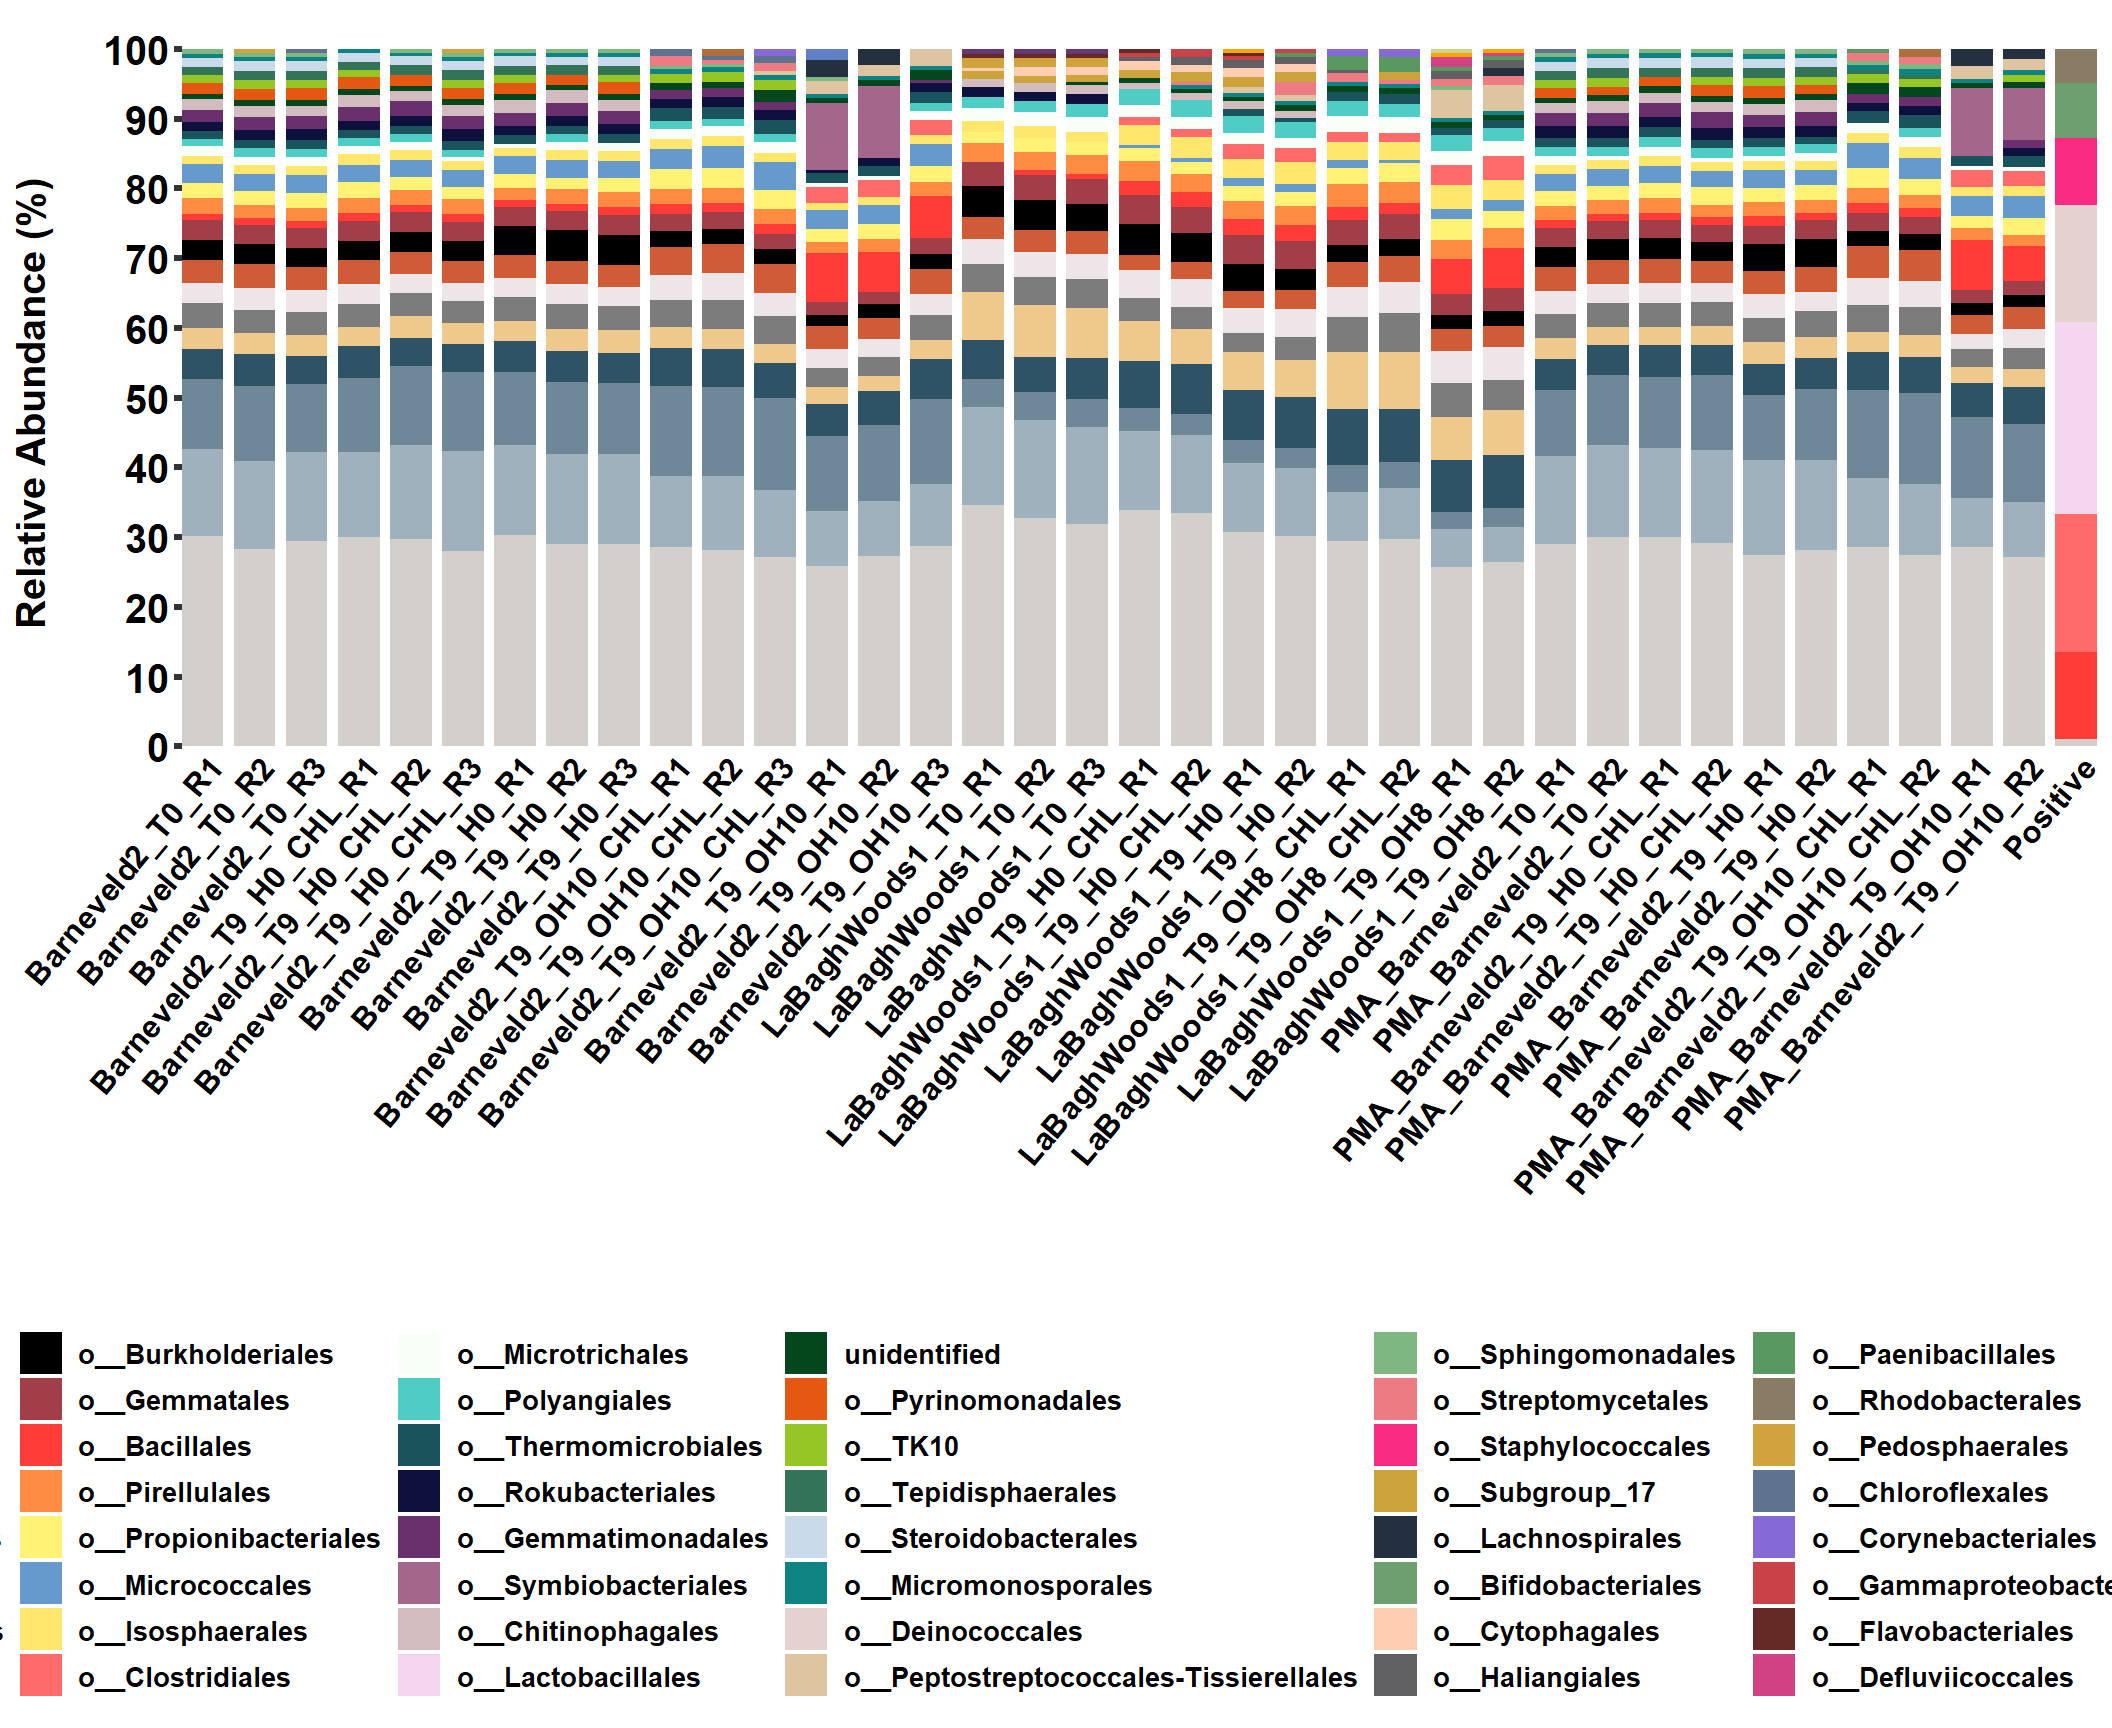 Relative Abundance (%)
100
90
80
70
60
50
40
30
20
10
0
Barneveld2_T0_R1
Barneveld2_T0_R2
Barneveld2_T0_R3
Barneveld2_T9_H0_CHL_R1
Barneveld2_T9_H0_CHL_R2
Barneveld2_T9_H0_CHL_R3
Barneveld2_T9_H0_R1
Barneveld2_T9_H0_R2
Barneveld2_T9_H0_R3
Barneveld2_T9_OH10_CHL_R1
Barneveld2_T9_OH10_CHL_R2
Barneveld2_T9_OH10_CHL_R3
Barneveld2_T9_OH10_R1
Barneveld2_T9_OH10_R2
Barneveld2_T9_OH10_R3
LaBaghWoods1_T0_R1
LaBaghWoods1_T0_R2
LaBaghWoods1_T0_R3
LaBaghWoods1_T9_H0_CHL_R1
LaBaghWoods1_T9_H0_CHL_R2
LaBaghWoods1_T9_H0_R1
LaBaghWoods1_T9_H0_R2
LaBaghWoods1_T9_OH8_CHL_R1
LaBaghWoods1_T9_OH8_CHL_R2
LaBaghWoods1_T9_OH8_R1
LaBaghWoods1_T9_OH8_R2
PMA_Barneveld2_T0_R1
PMA_Barneveld2_T0_R2
PMA_Barneveld2_T9_H0_CHL_R1
PMA_Barneveld2_T9_H0_CHL_R2
PMA_Barneveld2_T9_H0_R1
PMA_Barneveld2_T9_H0_R2
PMA_Barneveld2_T9_OH10_CHL_R1
PMA_Barneveld2_T9_OH10_CHL_R2
PMA_Barneveld2_T9_OH10_R1
PMA_Barneveld2_T9_OH10_R2
Positive
o__Burkholderiales
o__Gemmatales
o__Bacillales
o__Pirellulales
o__Propionibacteriales
o__Micrococcales
o__Isosphaerales
o__Clostridiales
o__Microtrichales
o__Polyangiales
o__Thermomicrobiales
o__Rokubacteriales
o__Gemmatimonadales
o__Symbiobacteriales
o__Chitinophagales
o__Lactobacillales
unidentified
o__Pyrinomonadales
o__TK10
o__Tepidisphaerales
o__Steroidobacterales
o__Micromonosporales
o__Deinococcales
o__Peptostreptococcales-Tissierellales
o__Sphingomonadales
o__Streptomycetales
o__Staphylococcales
o__Subgroup_17
o__Lachnospirales
o__Bifidobacteriales
o__Cytophagales
o__Haliangiales
o__Paenibacillales
o__Rhodobacterales
o__Pedosphaerales
o__Chloroflexales
o__Corynebacteriales
o__Gammaproteobacte
o__Flavobacteriales
o__Defluviicoccales